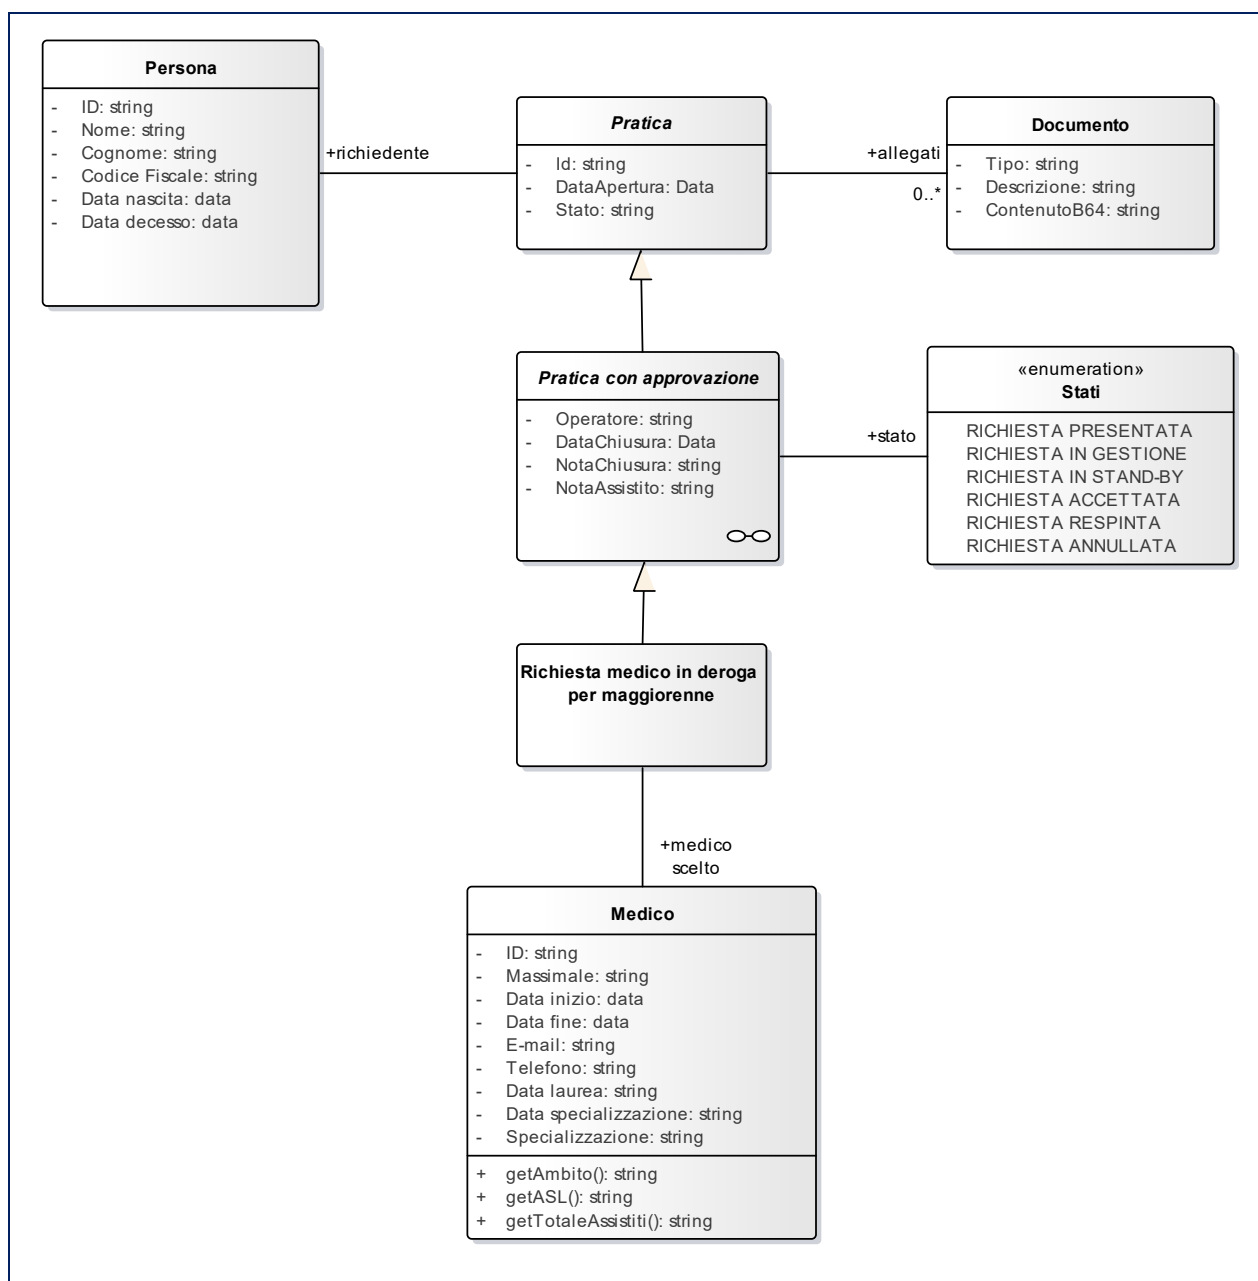 Persona
- ID: string
- Nome: string
- Cognome: string
- Codice Fiscale: string
- Data nascita: data
- Data decesso: data
+richiedente
Pratica
- Id: string
- DataApertura: Data
- Stato: string
+allegati
0..*
Documento
- Tipo: string
- Descrizione: string
- ContenutoB64: string
Pratica con approvazione
- Operatore: string
- DataChiusura: Data
- NotaChiusura: string
- NotaAssistito: string
+stato
«enumeration»
Stati
RICHIESTA PRESENTATA
RICHIESTA IN GESTIONE
RICHIESTA IN STAND-BY
RICHIESTA ACCETTATA
RICHIESTA RESPINTA
RICHIESTA ANNULLATA
Richiesta medico in deroga
per maggiorenne
+medico
scelto
Medico
- ID: string
- Massimale: string
- Data inizio: data
- Data fine: data
- E-mail: string
- Telefono: string
- Data laurea: string
- Data specializzazione: string
- Specializzazione: string
+ getAmbito(): string
+ getASL(): string
+ getTotaleAssistiti(): string